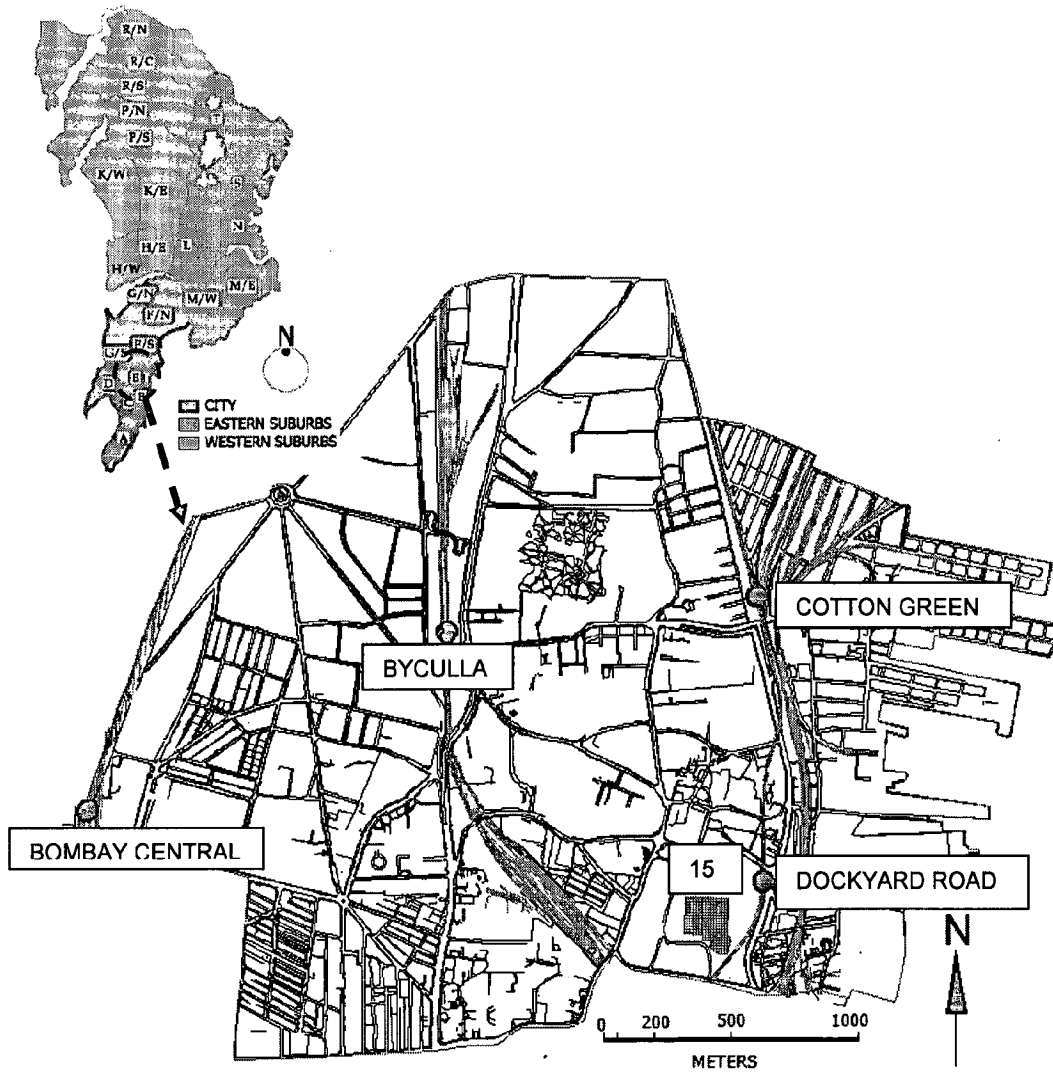 R/N
R/C
R/S
P/N
P/S
T
K/W
K/E
S
N
H/E
L
H/W
M/E
G/N
M/W
F/N
F/S
G/S
D
E
B
C
A
N
CITY
EASTERN SUBURBS
WESTERN SUBURBS
COTTON GREEN
BYCULLA
BOMBAY CENTRAL
15
DOCKYARD ROAD
N
0 200 500 1000
METERS